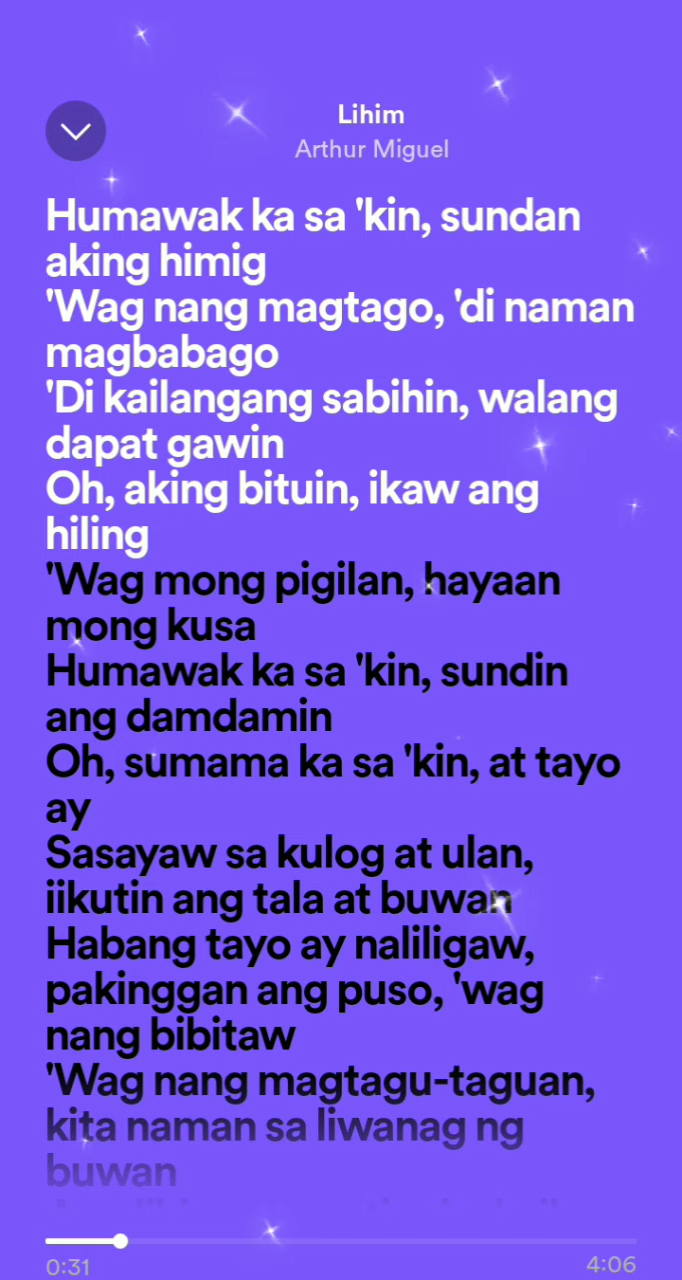 Lihim
Arthur Miguel
Humawak ka sa 'kin, sundan
aking himig
'Wag nang magtago, 'di naman
magbabago
'Di kailangang sabihin, walang
dapat gawin
Oh, aking bituin, ikaw ang
hiling
'Wag mong pigilan, hayaan
mong kusa
Humawak ka sa 'kin, sundin
ang damdamin
Oh, sumama ka sa 'kin, at tayo
ay
Sasayaw sa kulog at ulan,
iikutin ang tala at buwan
Habang tayo ay naliligaw,
pakinggan ang puso, 'wag
nang bibitaw
'Wag nang magtagu-taguan,
kita naman sa liwanag ng
buwan
0:31
4:06